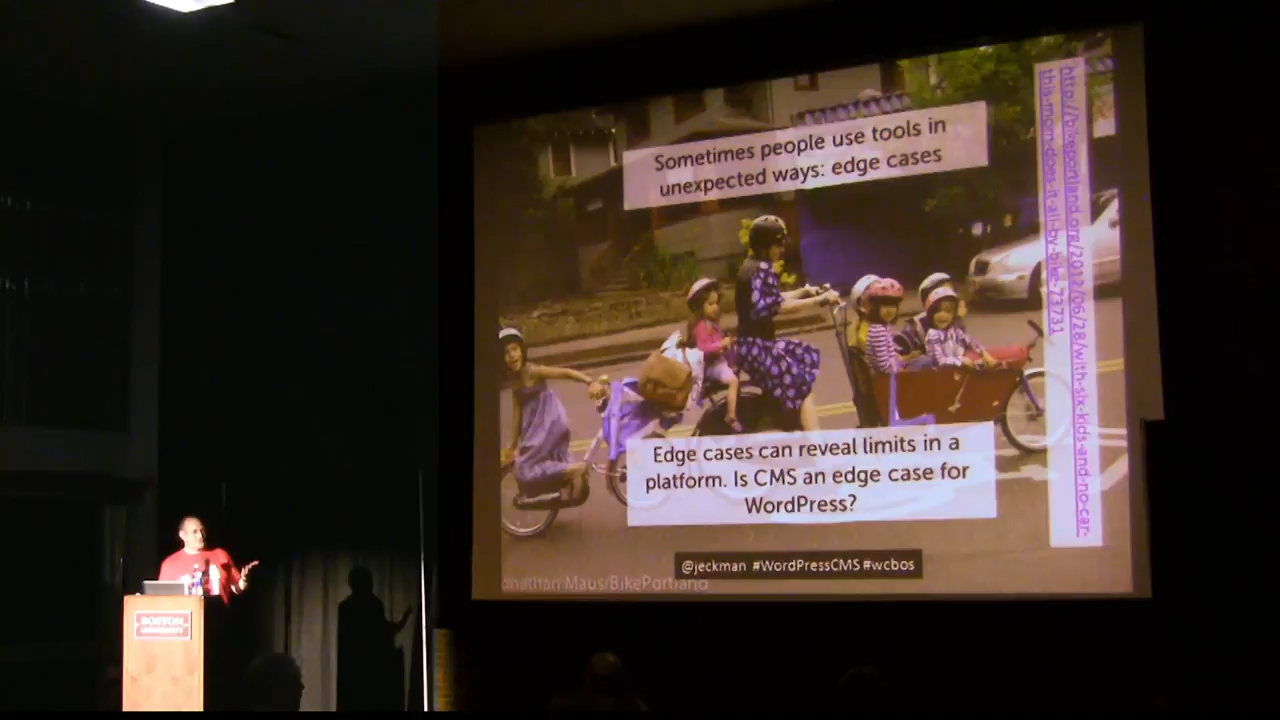 Sometimes people use tools in
unexpected ways: edge cases
http://bikeportland.org/2012/06/28/with-six-kids-and-no-car-
this-mom-does-it-all-by-bike-73731
Edge cases can reveal limits in a
platform. Is CMS an edge case for
WordPress?
@jeckman #WordPressCMS #wcbos
onathan Maus/BikePortland
BOSTON
UNIVERSITY